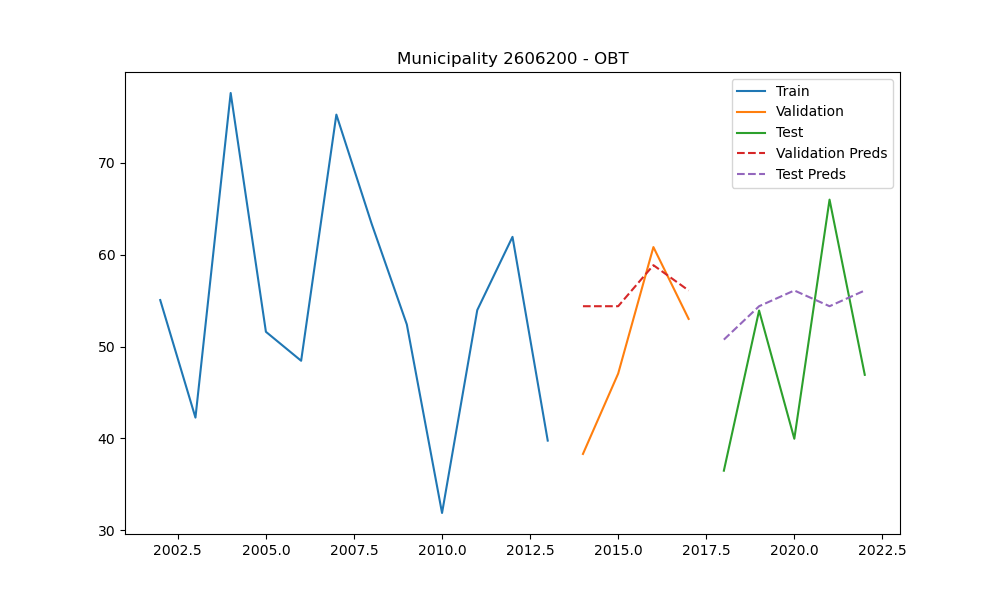 Municipality 2606200 - OBT
Train
Validation
Test
Validation Preds
Test Preds
70
60
50
40
30
2002.5 2005.0 2007.5 2010.0 2012.5 2015.0 2017.5 2020.0 2022.5